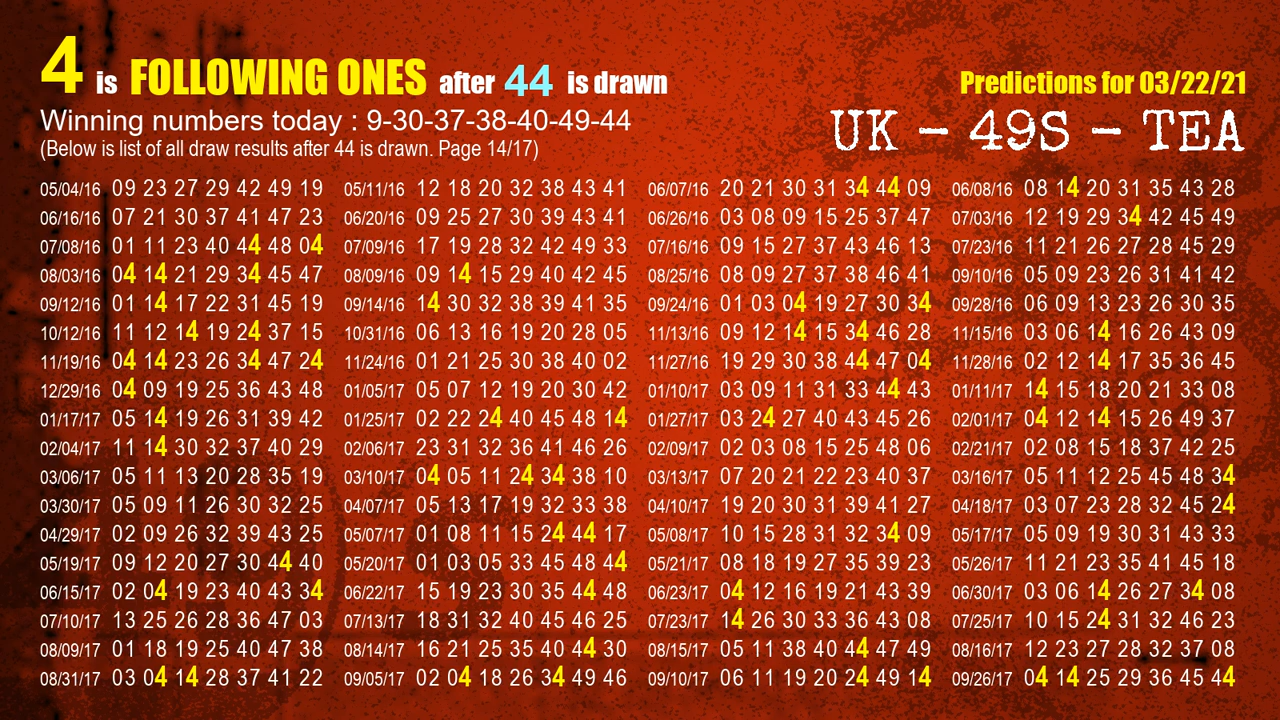 4 is FOLLOWING ONES after 44 is drawn
Predictions for 03/22/21
Winning numbers today : 9-30-37-38-40-49-44
UK - 49S - TEA
(Below is list of all draw results after 44 is drawn. Page 14/17)
05/04/16 09 23 27 29 42 49 19 05/11/16 12 18 20 32 38 43 41 06/07/16 20 21 30 31 34 44 09 06/08/16 08 14 20 31 35 43 28
06/16/16 07 21 30 37 41 47 23 06/20/16 09 25 27 30 39 43 41 06/26/16 03 08 09 15 25 37 47 07/03/16 12 19 29 34 42 45 49
07/08/16 01 11 23 40 44 48 04 07/09/16 17 19 28 32 42 49 33 07/16/16 09 15 27 37 43 46 13 07/23/16 11 21 26 27 28 45 29
08/03/16 04 14 21 29 34 45 47 08/09/16 09 14 15 29 40 42 45 08/25/16 08 09 27 37 38 46 41 09/10/16 05 09 23 26 31 41 42
09/12/16 01 14 17 22 31 45 19 09/14/16 14 30 32 38 39 41 35 09/24/16 01 03 04 19 27 30 34 09/28/16 06 09 13 23 26 30 35
10/12/16 11 12 14 19 24 37 15 10/31/16 06 13 16 19 20 28 05 11/13/16 09 12 14 15 34 46 28 11/15/16 03 06 14 16 26 43 09
11/19/16 04 14 23 26 34 47 24 11/24/16 01 21 25 30 38 40 02 11/27/16 19 29 30 38 44 47 04 11/28/16 02 12 14 17 35 36 45
12/29/16 04 09 19 25 36 43 48 01/05/17 05 07 12 19 20 30 42 01/10/17 03 09 11 31 33 44 43 01/11/17 14 15 18 20 21 33 08
01/17/17 05 14 19 26 31 39 42 01/25/17 02 22 24 40 45 48 14 01/27/17 03 24 27 40 43 45 26 02/01/17 04 12 14 15 26 49 37
02/04/17 11 14 30 32 37 40 29 02/06/17 23 31 32 36 41 46 26 02/09/17 02 03 08 15 25 48 06 02/21/17 02 08 15 18 37 42 25
03/06/17 05 11 13 20 28 35 19 03/10/17 04 05 11 24 34 38 10 03/13/17 07 20 21 22 23 40 37 03/16/17 05 11 12 25 45 48 34
03/30/17 05 09 11 26 30 32 25 04/07/17 05 13 17 19 32 33 38 04/10/17 19 20 30 31 39 41 27 04/18/17 03 07 23 28 32 45 24
04/29/17 02 09 26 32 39 43 25 05/07/17 01 08 11 15 24 44 17 05/08/17 10 15 28 31 32 34 09 05/17/17 05 09 19 30 31 43 33
05/19/17 09 12 20 27 30 44 40 05/20/17 01 03 05 33 45 48 44 05/21/17 08 18 19 27 35 39 23 05/26/17 11 21 23 35 41 45 18
06/15/17 02 04 19 23 40 43 34 06/22/17 15 19 23 30 35 44 48 06/23/17 04 12 16 19 21 43 39 06/30/17 03 06 14 26 27 34 08
07/10/17 13 25 26 28 36 47 03 07/13/17 18 31 32 40 45 46 25 07/23/17 14 26 30 33 36 43 08 07/25/17 10 15 24 31 32 46 23
08/09/17 01 18 19 25 40 47 38 08/14/17 16 21 25 35 40 44 30 08/15/17 05 11 38 40 44 47 49 08/16/17 12 23 27 28 32 37 08
08/31/17 03 04 14 28 37 41 22 09/05/17 02 04 18 26 34 49 46 09/10/17 06 11 19 20 24 49 14 09/26/17 04 14 25 29 36 45 44